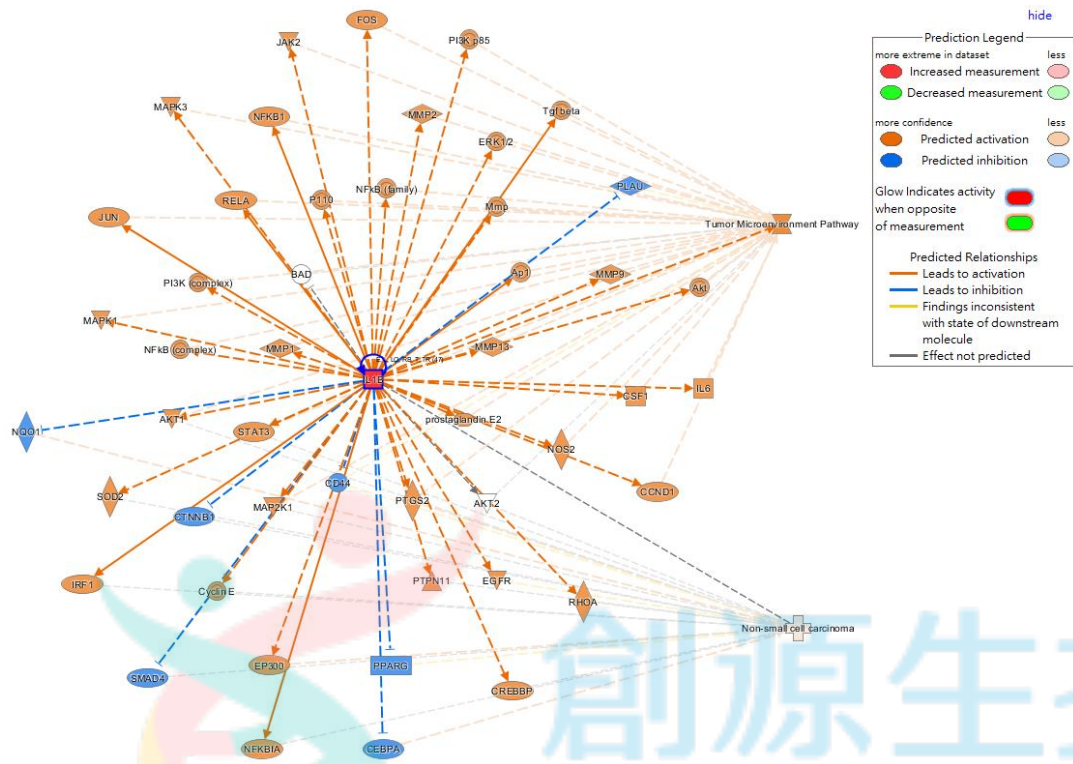 hide
Prediction Legend
more extreme in dataset less
Increased measurement
Decreased measurement
more confidence less
Predicted activation
Predicted inhibition
Glow Indicates activity
when opposite
of measurement
Predicted Relationships
Leads to activation
Leads to inhibition
Findings inconsistent
with state of downstream
molecule
Effect not predicted
FOS
JAK2
PI3K p85
MAPK3
NFKB1
MMP2
Tgf beta
ERK1/2
NFkB (family)
PLAU
RELA
P110
Mmp
JUN
Tumor Microenvironment Pathway
BAD
Ap1
MMP9
PI3K (complex)
Akt
MAPK1
NFkB (complex)
MMP1
MMP13
IL1B
IL6
CSF1
prostaglandin E2
AKT1
NQO1
STAT3
NOS2
CD44
CCND1
SOD2
MAP2K1
PTGS2
AKT2
CTNNB1
IRF1
Cyclin E
PTPN11
EGFR
RHOA
Non-small cell carcinoma
EP300
PPARG
SMAD4
CREBBP
NFKBIA
CEBPA
創源生